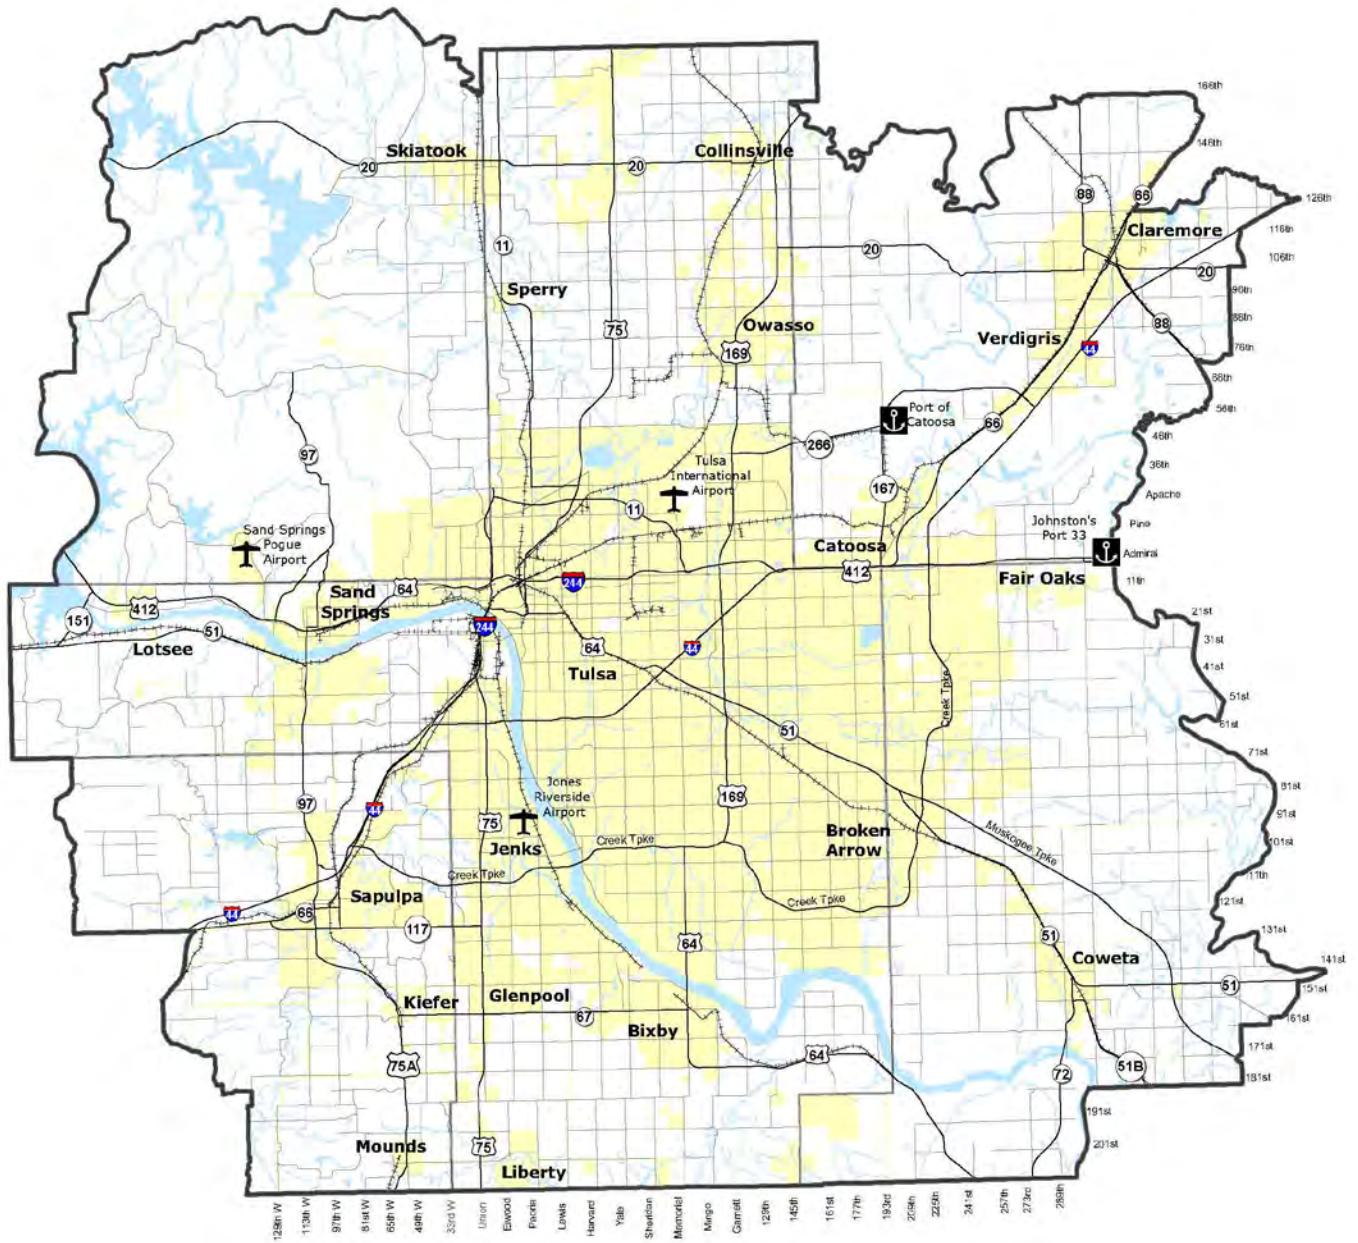 166th
146th
Skiatook
20
20
Collinsville
88
66
126th
Claremore
116th
11
20
106th
20
Sperry
96th
88
86th
75
Owasso
Verdigris
76th
169
44
66th
56th
Port of
Catoosa
66
46th
266
97
36th
Tulsa
International
Airport
167
Apache
11
Johnston's
Port 33
Pine
Sand Springs
Pogue
Airport
Catoosa
Admiral
412
Fair Oaks
11th
Sand
Springs
64
244
412
151
21st
51
244
31st
Lotsee
64
44
Tulsa
41st
Creek Tpke
51st
51
61st
71st
Jones
Riverside
Airport
81st
97
44
169
91st
75
Broken
Arrow
Muskogee Tpke
Jenks
Creek Tpke
101st
Creek Tpke
111th
Sapulpa
Creek Tpke
121st
44
66
117
131st
64
51
Coweta
141st
51
151st
Kiefer
Glenpool
67
161st
Bixby
171st
75A
64
72
51B
181st
191st
Mounds
75
201st
Liberty
129th W
113th W
97th W
81st W
65th W
49th W
33rd W
Union
Elwood
Peoria
Lewis
Harvard
Yale
Sheridan
Memorial
Mingo
Garnett
129th
145th
161st
177th
193rd
209th
225th
241st
257th
273rd
289th